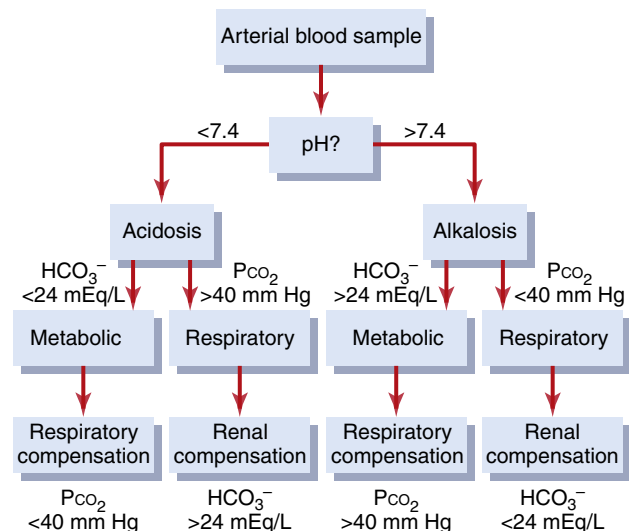 Arterial blood sample
<7.4
pH?
>7.4
Acidosis
Alkalosis
HCO₃⁻
<24 mEq/L
PCO₂
>40 mm Hg
HCO₃⁻
>24 mEq/L
PCO₂
<40 mm Hg
Metabolic
Respiratory
Metabolic
Respiratory
Respiratory
compensation
Renal
compensation
Respiratory
compensation
Renal
compensation
PCO₂
<40 mm Hg
HCO₃⁻
>24 mEq/L
PCO₂
>40 mm Hg
HCO₃⁻
<24 mEq/L